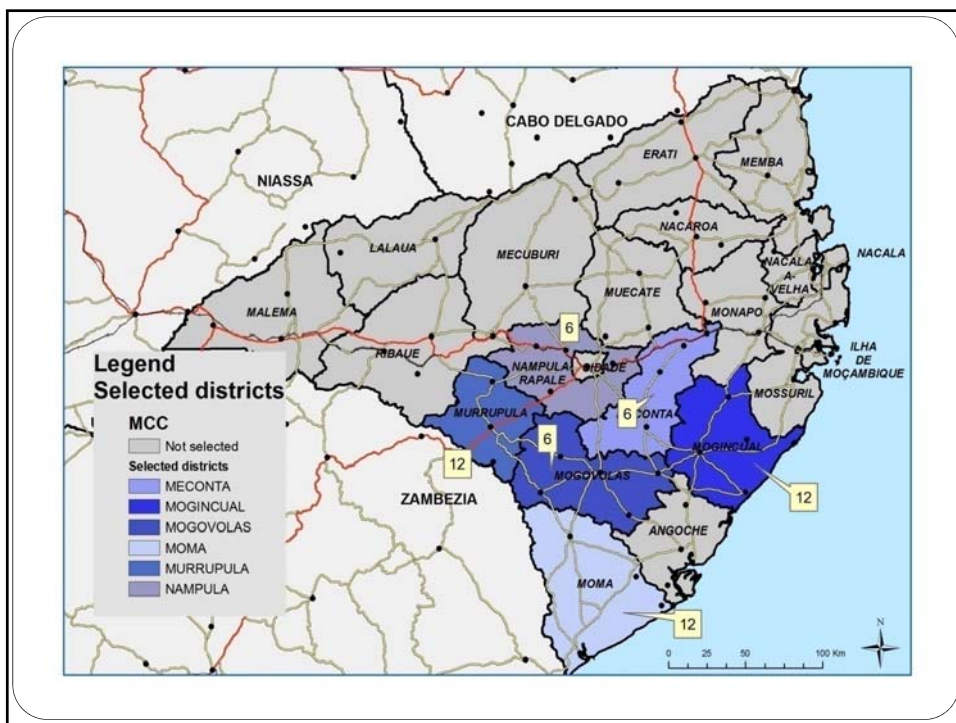 CABO DELGADO
NIASSA
ERATI
MEMBA
LALAUA
MECUBURI
NACAROA
NACALA
NACALA-
A-
VELHA
MUECATE
MALEMA
MONAPO
6
RIBAUE
NAMPULA-
RAPALE
CIDADE
ILHA
DE
MOÇAMBIQUE
MOSSURIL
Legend
Selected districts
MCC
Not selected
Selected districts
MECONTA
MOGINCUAL
MOGOVOLAS
MOMA
MURRUPULA
NAMPULA
MURRUPULA
6
CONTA
6
MOGINCUAL
12
MOGOVOLAS
12
ZAMBEZIA
ANGOCHE
MOMA
12
N
0 25 50 100 Km